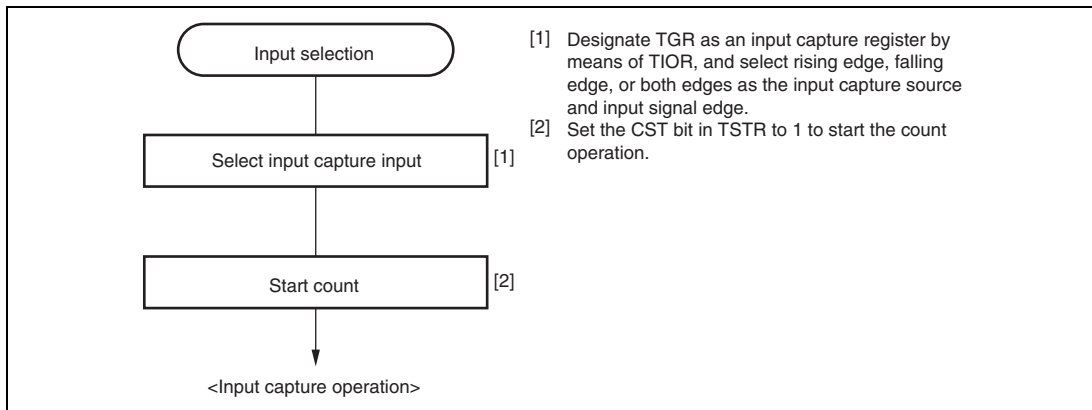 Input selection
Select input capture input
[1]
Start count
[2]
<Input capture operation>
[1] Designate TGR as an input capture register by
means of TIOR, and select rising edge, falling
edge, or both edges as the input capture source
and input signal edge.
[2] Set the CST bit in TSTR to 1 to start the count
operation.